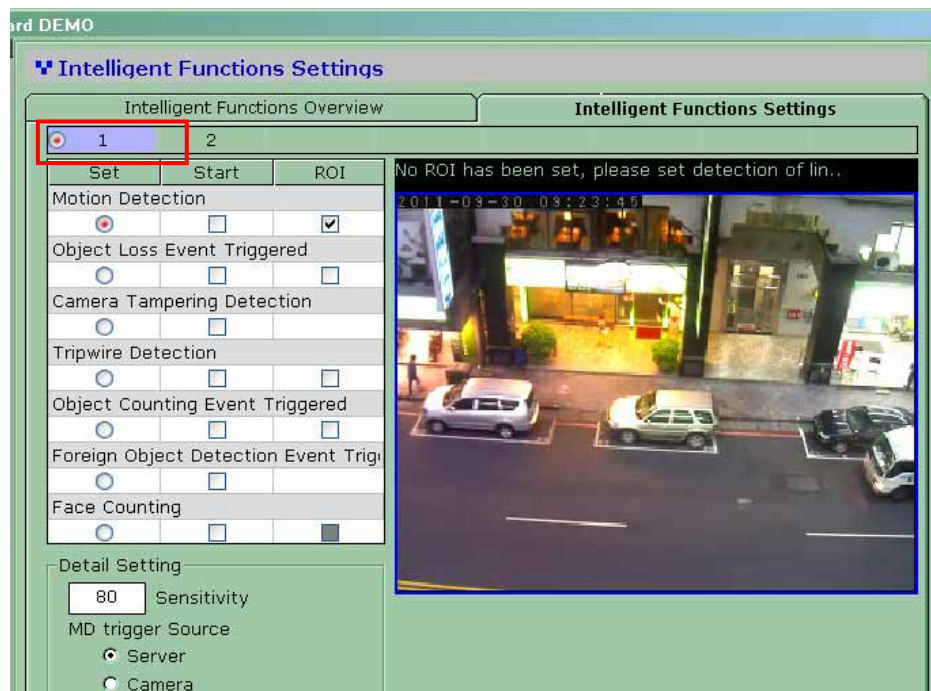 ard DEMO
Intelligent Functions Settings
Intelligent Functions Overview
Intelligent Functions Settings
1
2
Set Start ROI
No ROI has been set, please set detection of lin..
Motion Detection
2011-09-30 09:23:45
Object Loss Event Triggered
Camera Tampering Detection
Tripwire Detection
Object Counting Event Triggered
Foreign Object Detection Event Trig
Face Counting
Detail Setting
80 Sensitivity
MD trigger Source
Server
Camera